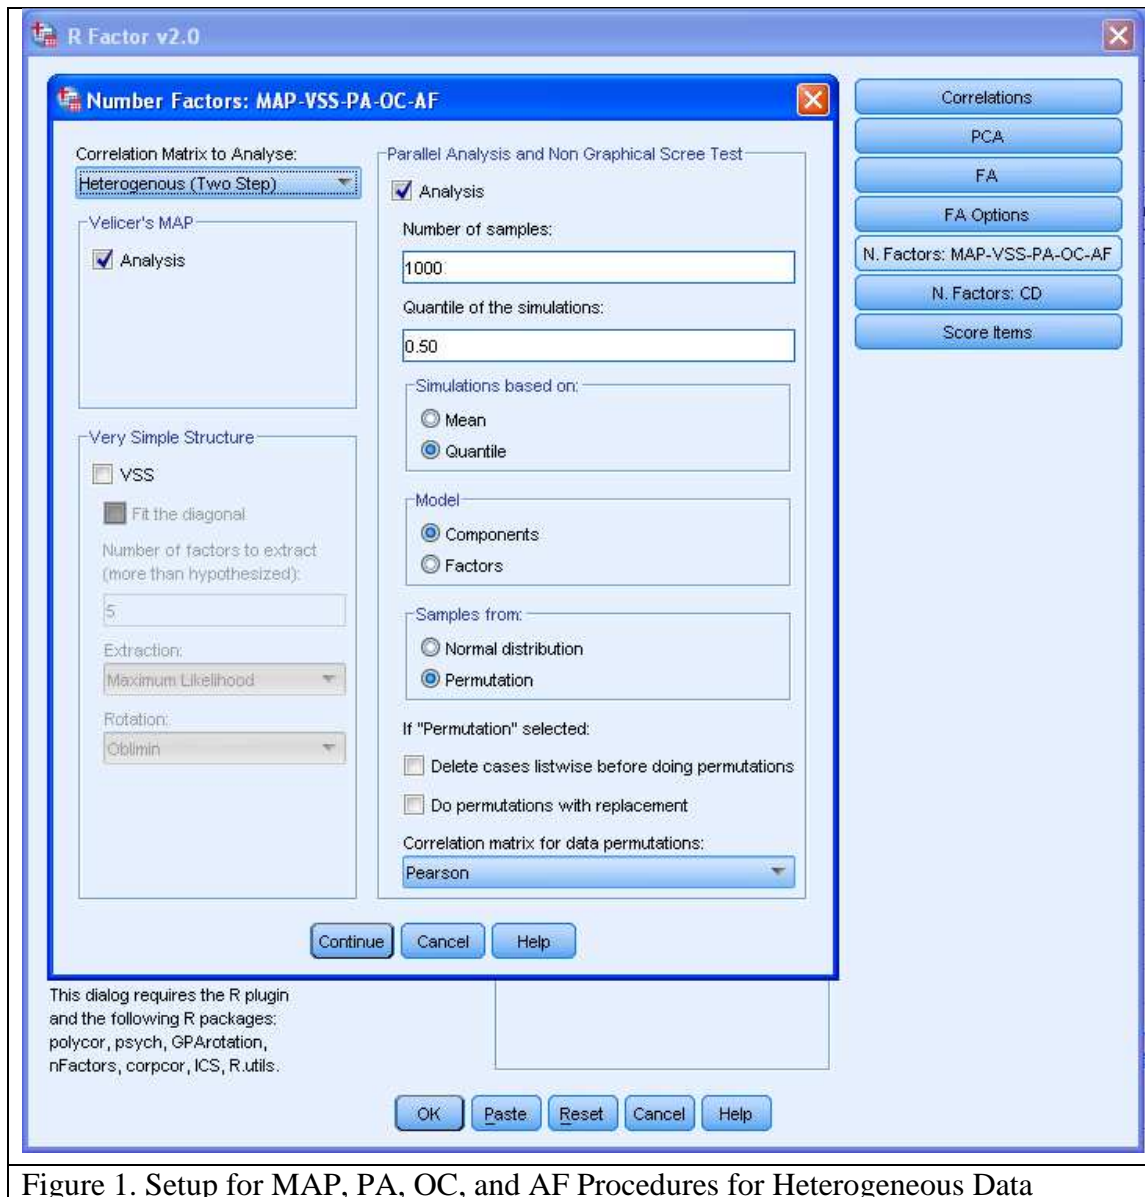 R Factor v2.0
Number Factors: MAP-VSS-PA-OC-AF
Correlation Matrix to Analyse:
Heterogenous (Two Step)
Velicer's MAP
Analysis
Very Simple Structure
VSS
Fit the diagonal
Number of factors to extract
(more than hypothesized):
5
Extraction:
Maximum Likelihood
Rotation:
Oblimin
Parallel Analysis and Non Graphical Scree Test
Analysis
Number of samples:
1000
Quantile of the simulations:
0.50
Simulations based on:
Mean
Quantile
Model
Components
Factors
Samples from:
Normal distribution
Permutation
If "Permutation" selected:
Delete cases listwise before doing permutations
Do permutations with replacement
Correlation matrix for data permutations:
Pearson
Continue
Cancel
Help
Correlations
PCA
FA
FA Options
N. Factors: MAP-VSS-PA-OC-AF
N. Factors: CD
Score Items
This dialog requires the R plugin
and the following R packages:
polycor, psych, GPArotation,
nFactors, corpcor, ICS, R.utils.
OK
Paste
Reset
Cancel
Help
Figure 1. Setup for MAP, PA, OC, and AF Procedures for Heterogeneous Data